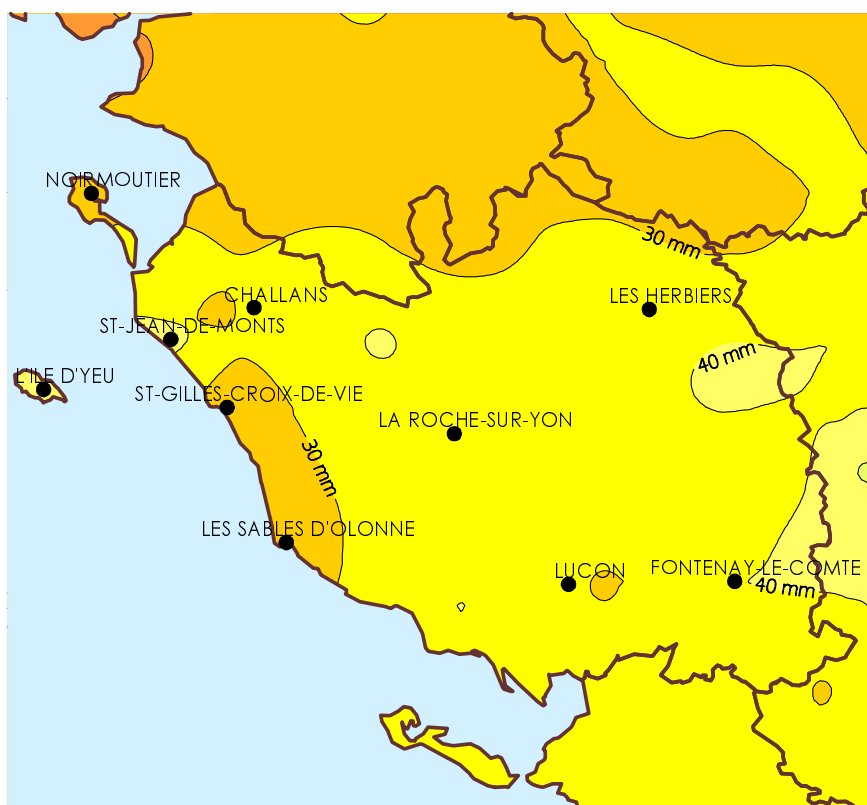 NOIRMOUTIER
30 mm
CHALLANS
LES HERBIERS
ST-JEAN-DE-MONTS
40 mm
L'ILE D'YEU
ST-GILLES-CROIX-DE-VIE
LA ROCHE-SUR-YON
30 mm
LES SABLES D'OLONNE
LUCON
FONTENAY-LE-COMTE
40 mm